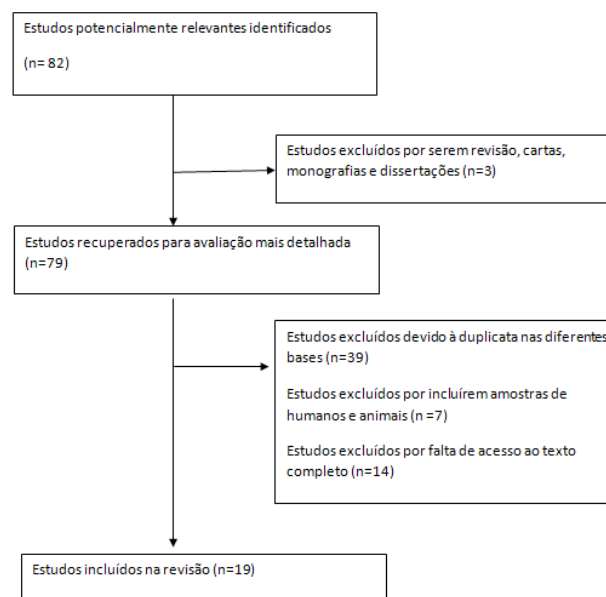 Estudos potencialmente relevantes identificados
(n= 82)
Estudos excluídos por serem revisão, cartas,
monografias e dissertações (n=3)
Estudos recuperados para avaliação mais detalhada
(n=79)
Estudos excluídos devido à duplicata nas diferentes
bases (n=39)
Estudos excluídos por incluírem amostras de
humanos e animais (n =7)
Estudos excluídos por falta de acesso ao texto
completo (n=14)
Estudos incluídos na revisão (n=19)